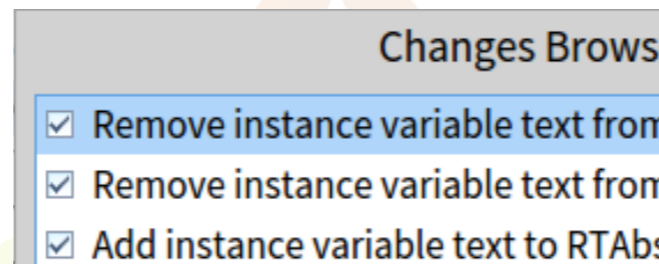 Changes Brows
Remove instance variable text from
Remove instance variable text from
Add instance variable text to RTAbs